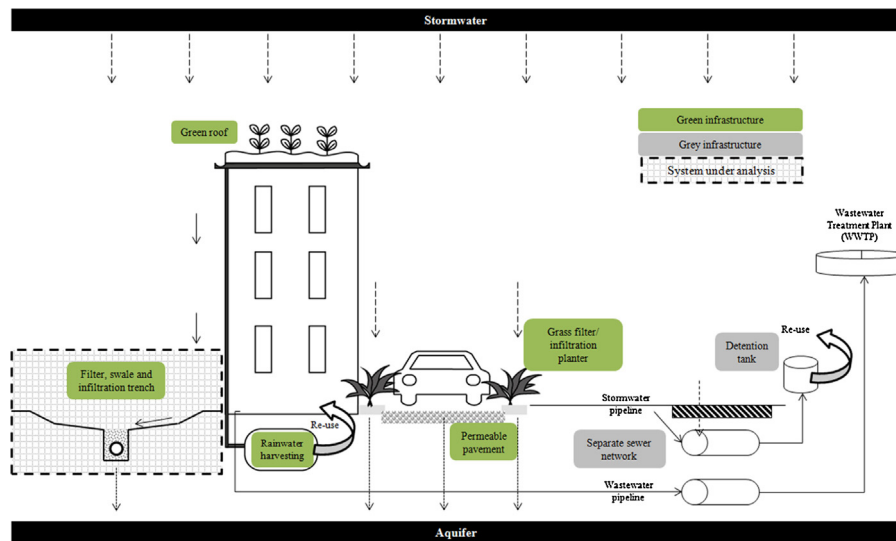 Stormwater
Green roof
Green infrastructure
Grey infrastructure
System under analysis
Wastewater
Treatment Plant
(WWTP)
Filter, swale and
infiltration trench
Grass filter/
infiltration
planter
Re-use
Detention
tank
Stormwater
pipeline
Re-use
Rainwater
harvesting
Permeable
pavement
Separate sewer
network
Wastewater
pipeline
Aquifer